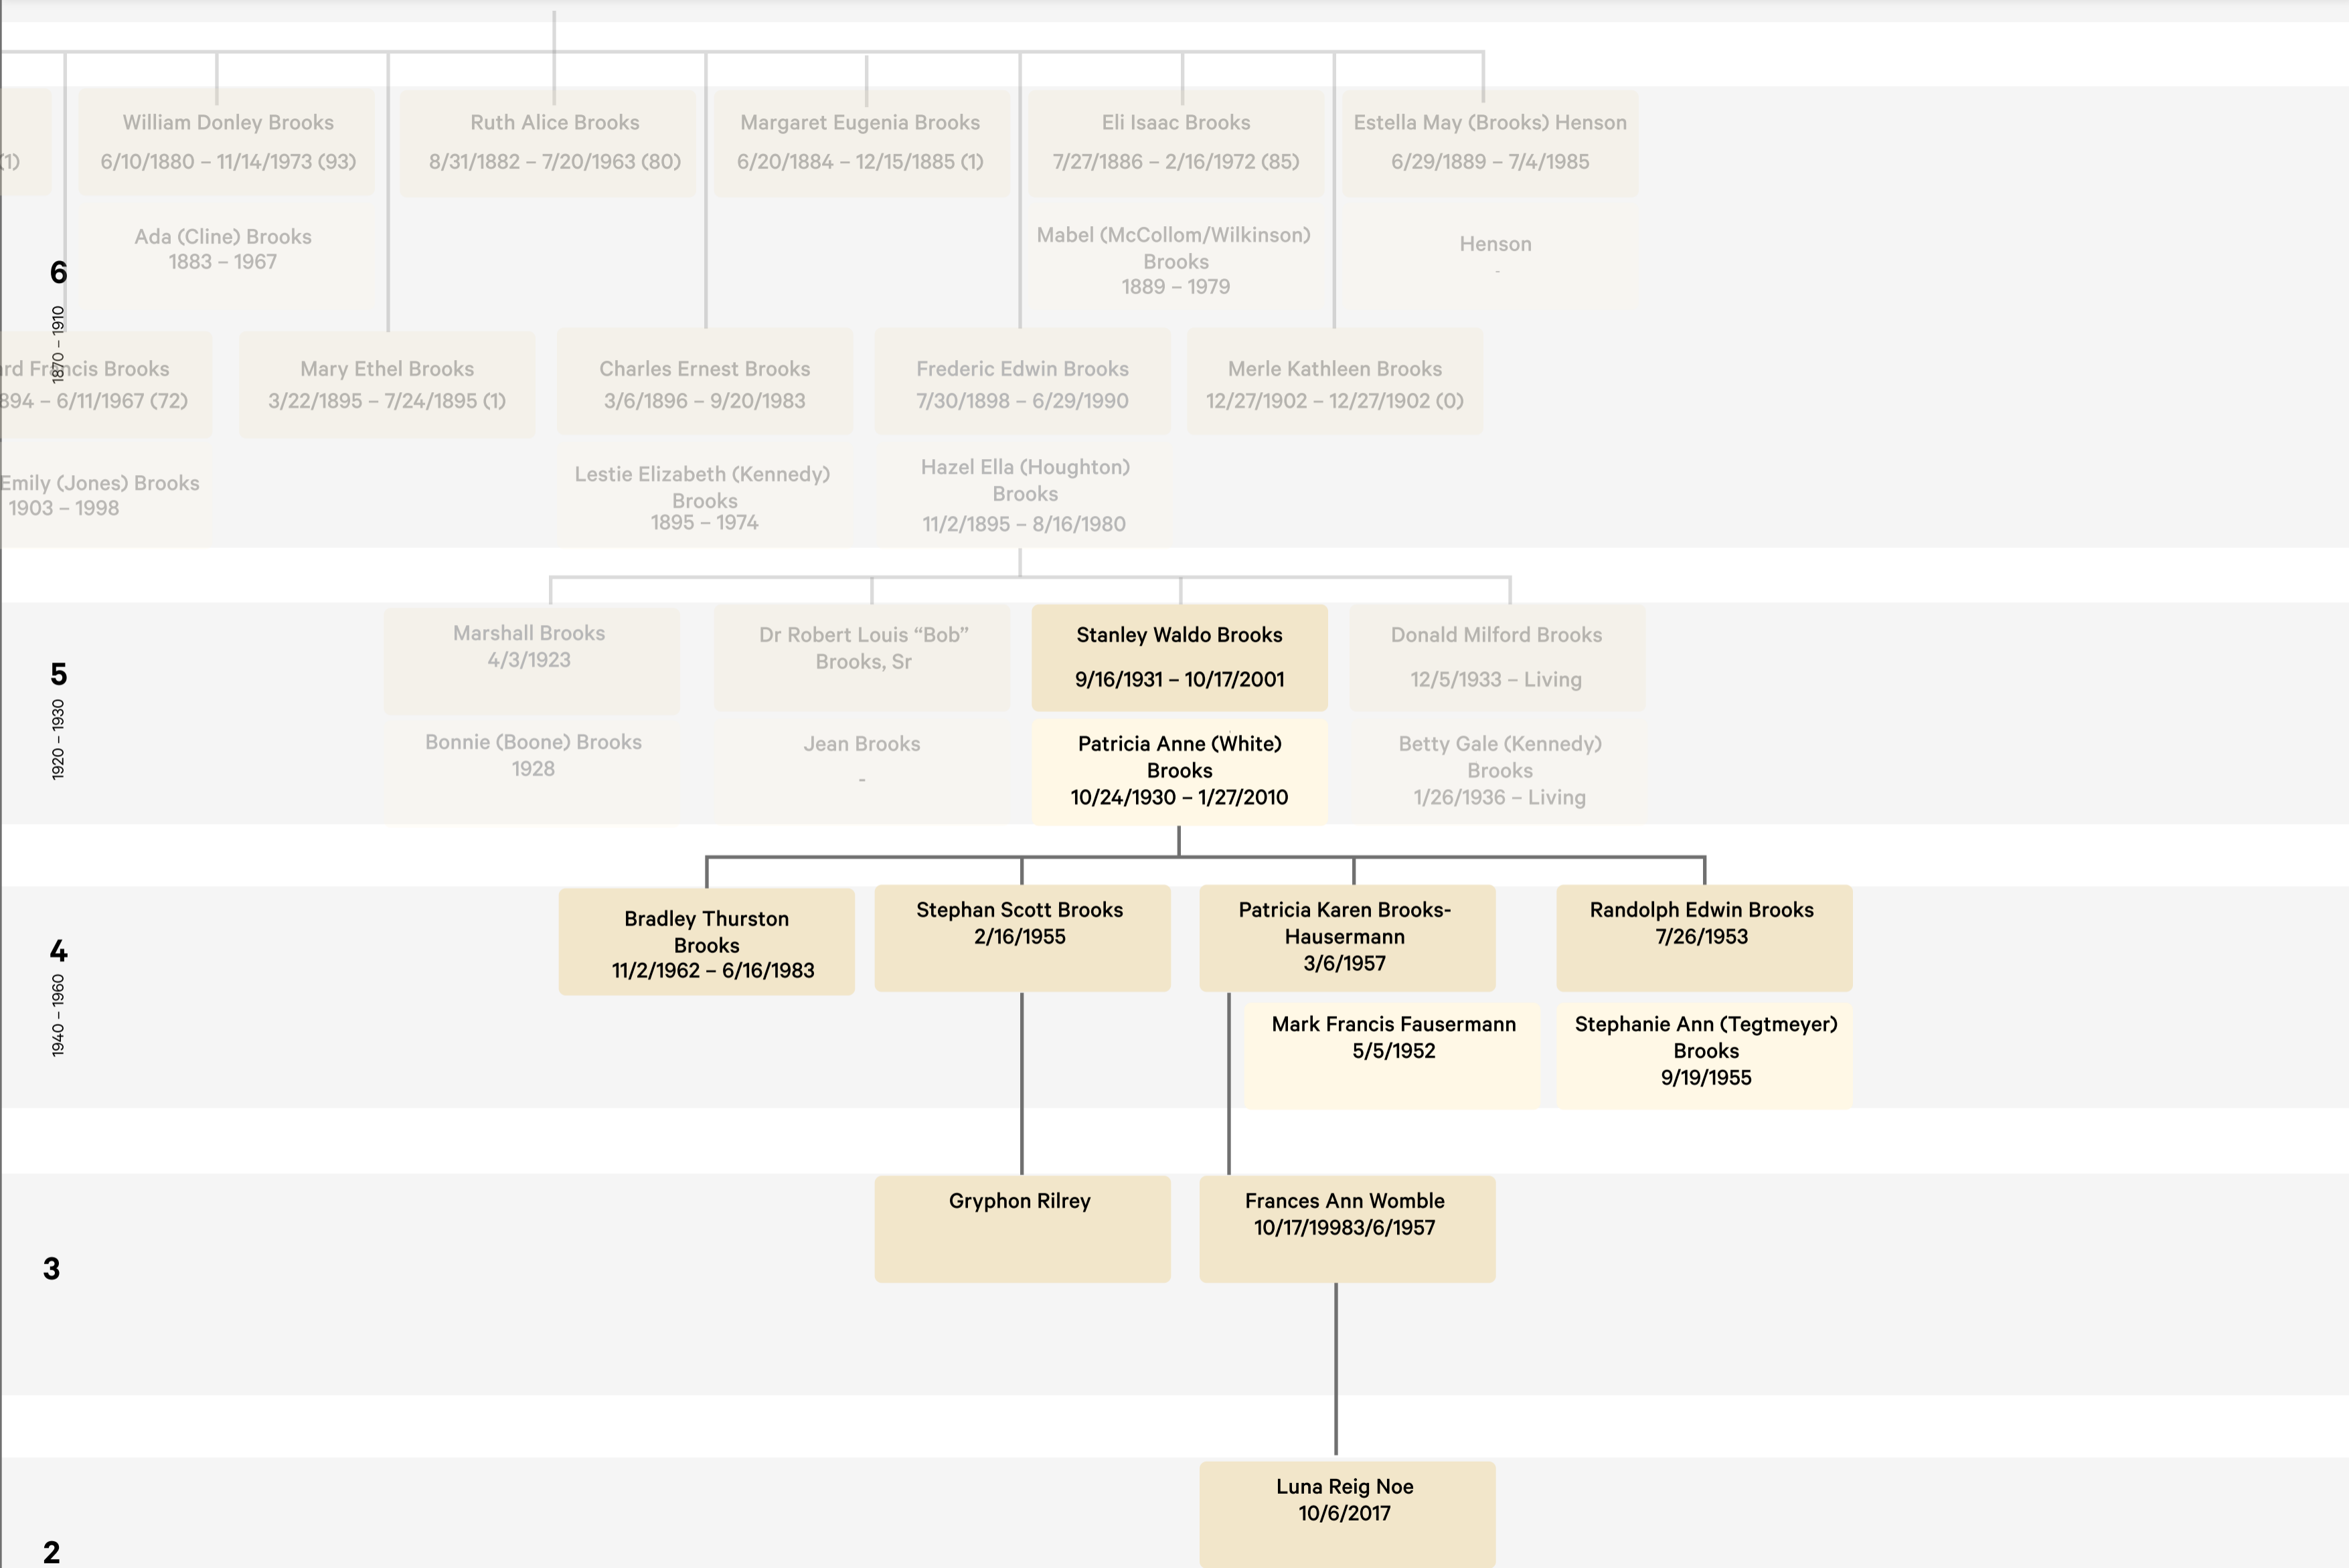 William Donley Brooks
6/10/1880 – 11/14/1973 (93)
Ruth Alice Brooks
8/31/1882 – 7/20/1963 (80)
Margaret Eugenia Brooks
6/20/1884 – 12/15/1885 (1)
Eli Isaac Brooks
7/27/1886 – 2/16/1972 (85)
Estella May (Brooks) Henson
6/29/1889 – 7/4/1985
(1)
Ada (Cline) Brooks
1883 – 1967
Mabel (McCollom/Wilkinson)
Brooks
1889 – 1979
Henson
-
6
1870 – 1910
rd Francis Brooks
894 – 6/11/1967 (72)
Mary Ethel Brooks
3/22/1895 – 7/24/1895 (1)
Charles Ernest Brooks
3/6/1896 – 9/20/1983
Frederic Edwin Brooks
7/30/1898 – 6/29/1990
Merle Kathleen Brooks
12/27/1902 – 12/27/1902 (0)
Emily (Jones) Brooks
1903 – 1998
Lestie Elizabeth (Kennedy)
Brooks
1895 – 1974
Hazel Ella (Houghton)
Brooks
11/2/1895 – 8/16/1980
5
1920 – 1930
Marshall Brooks
4/3/1923
Dr Robert Louis “Bob”
Brooks, Sr
Stanley Waldo Brooks
9/16/1931 – 10/17/2001
Donald Milford Brooks
12/5/1933 – Living
Bonnie (Boone) Brooks
1928
Jean Brooks
-
Patricia Anne (White)
Brooks
10/24/1930 – 1/27/2010
Betty Gale (Kennedy)
Brooks
1/26/1936 – Living
4
1940 – 1960
Bradley Thurston
Brooks
11/2/1962 – 6/16/1983
Stephan Scott Brooks
2/16/1955
Patricia Karen Brooks-
Hausermann
3/6/1957
Randolph Edwin Brooks
7/26/1953
Mark Francis Fausermann
5/5/1952
Stephanie Ann (Tegtmeyer)
Brooks
9/19/1955
3
Gryphon Rilrey
Frances Ann Womble
10/17/19983/6/1957
2
Luna Reig Noe
10/6/2017